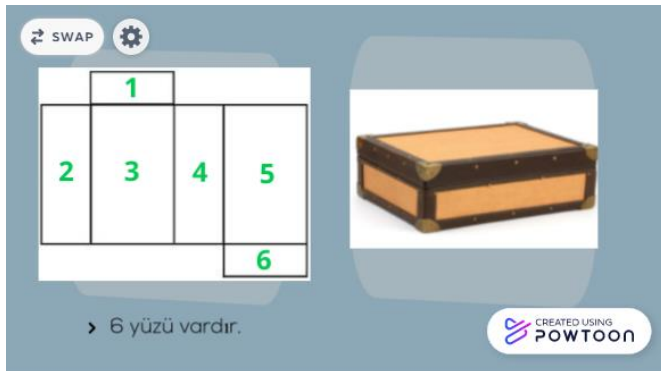 SWAP
1
2 3 4 5
6
> 6 yüzü vardır.
CREATED USING
POWTOON